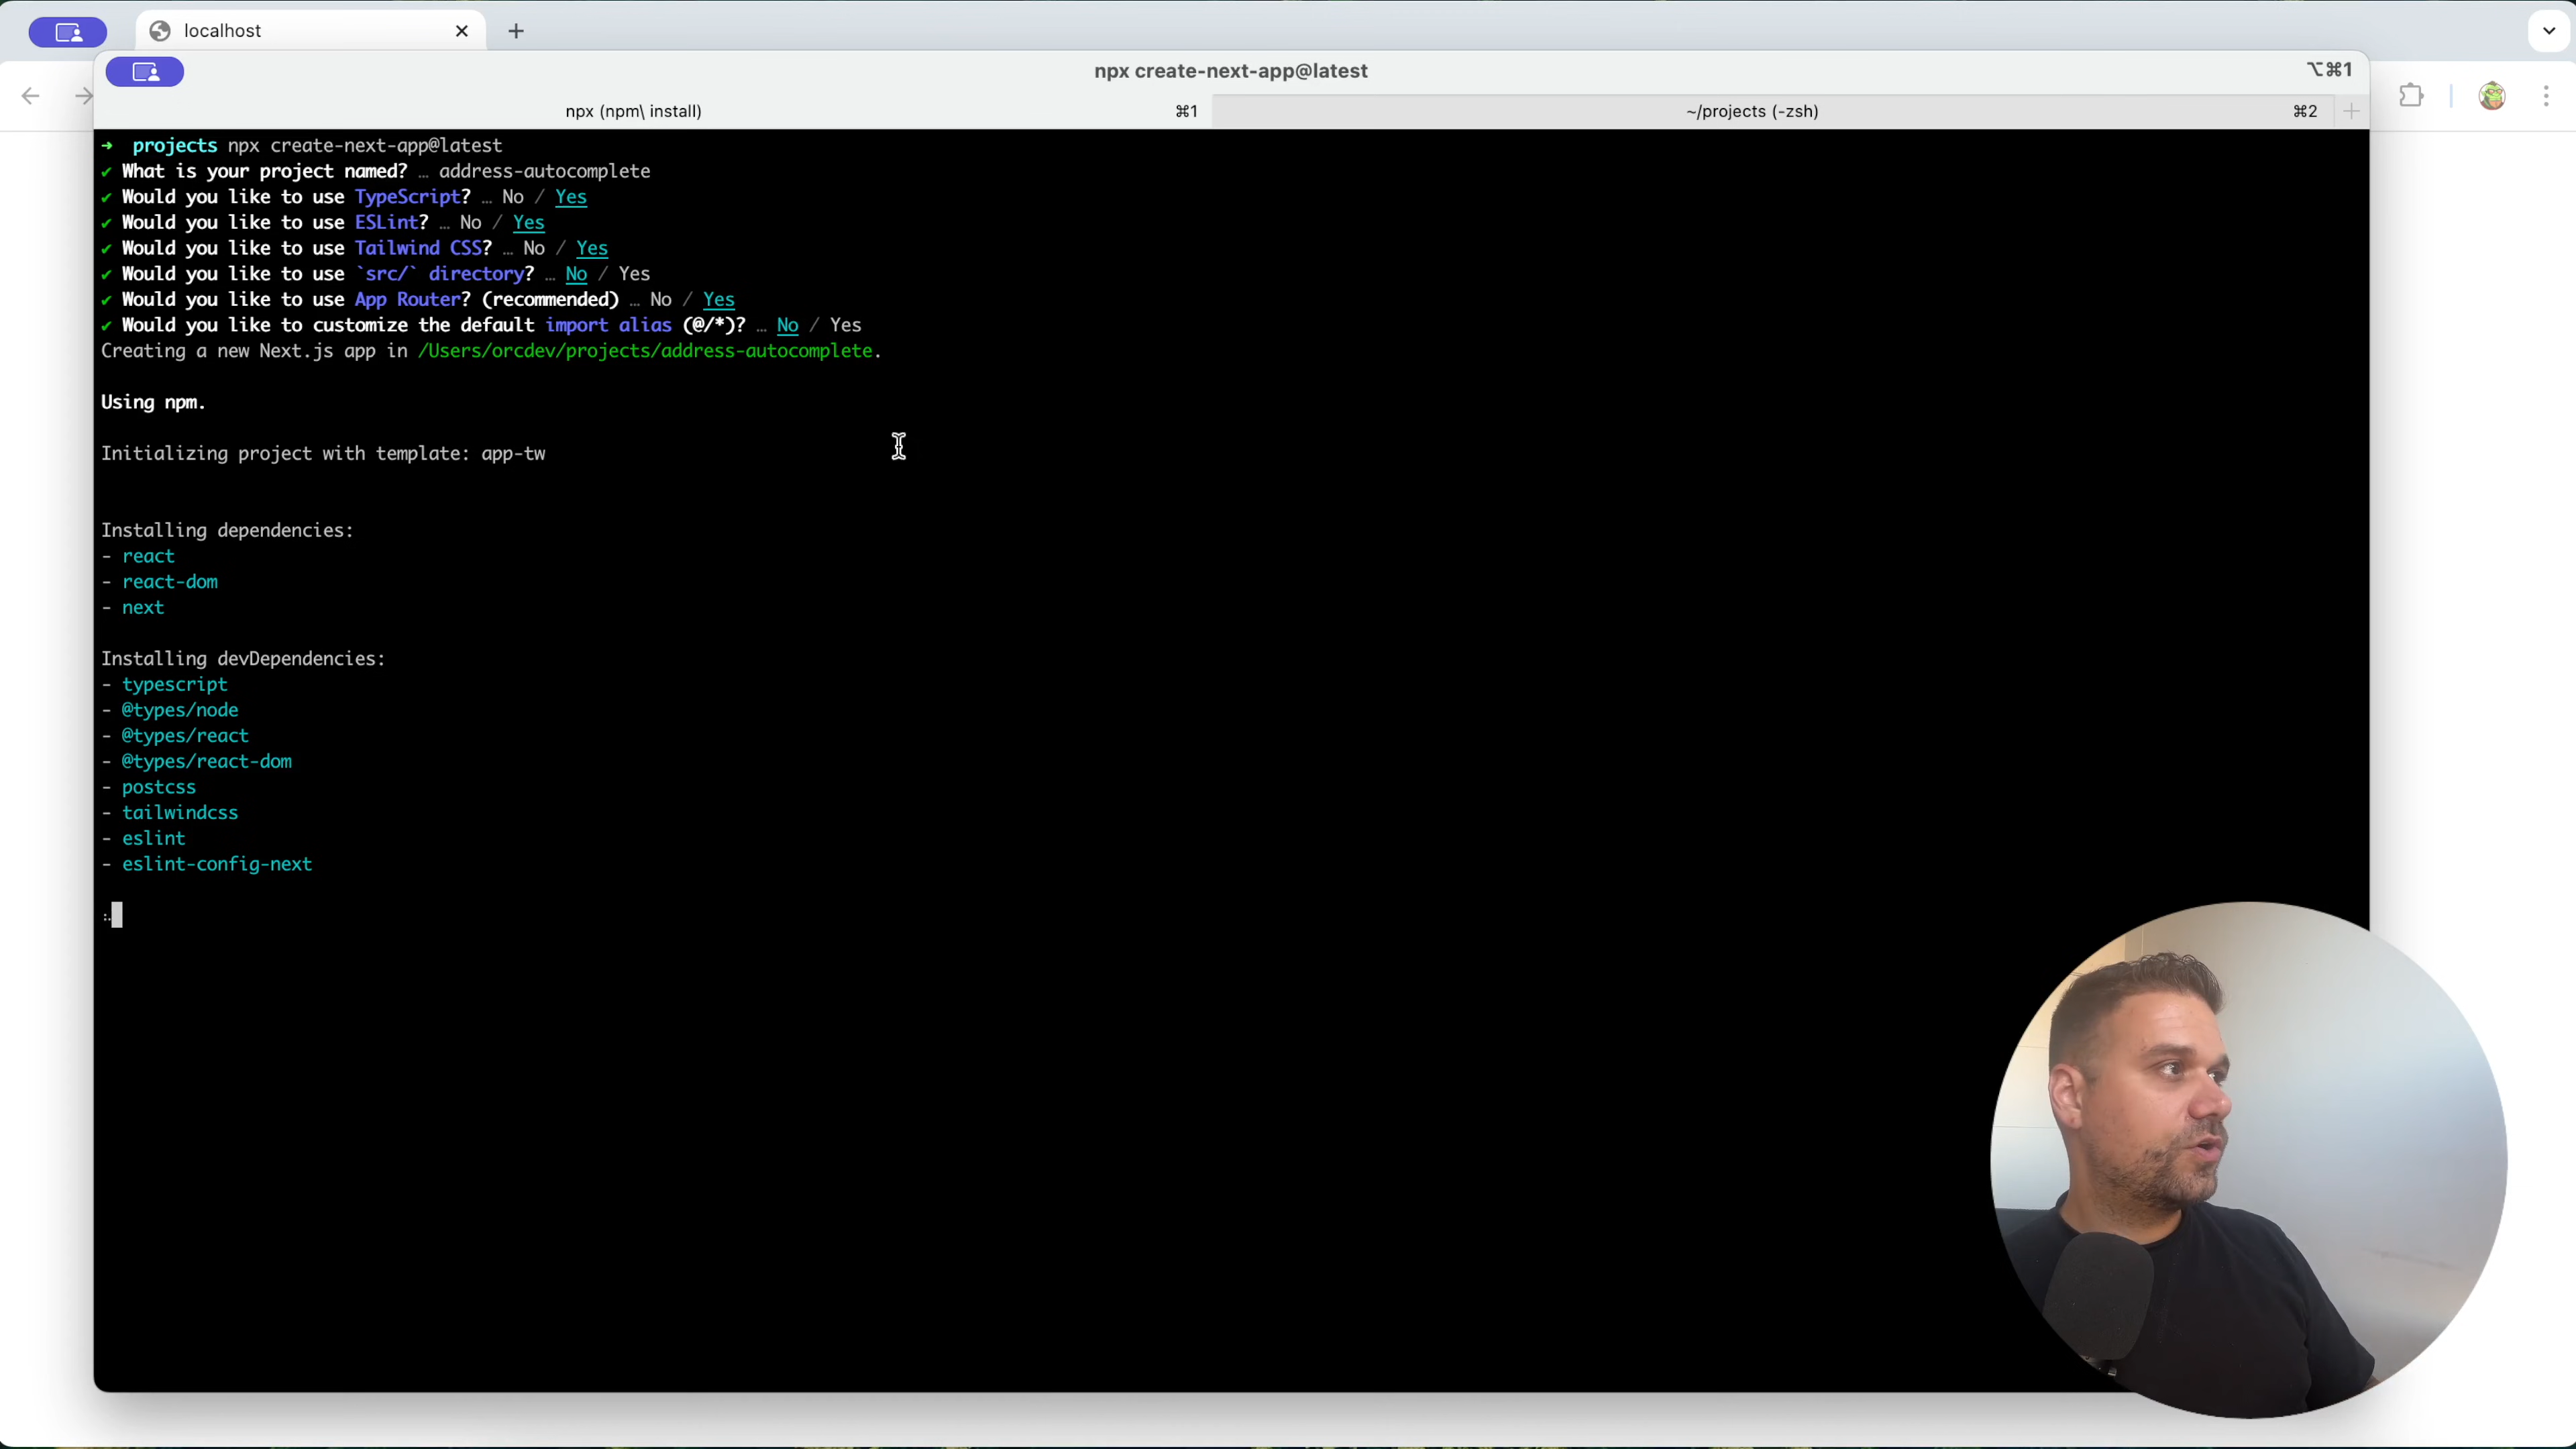 localhost
npx create-next-app@latest
⌥⌘1
npx (npm\ install)
⌘1
~/projects (-zsh)
⌘2
➜ projects npx create-next-app@latest
✔ What is your project named? … address-autocomplete
✔ Would you like to use TypeScript? … No / Yes
✔ Would you like to use ESLint? … No / Yes
✔ Would you like to use Tailwind CSS? … No / Yes
✔ Would you like to use `src/` directory? … No / Yes
✔ Would you like to use App Router? (recommended) … No / Yes
✔ Would you like to customize the default import alias (@/*)? … No / Yes
Creating a new Next.js app in /Users/orcdev/projects/address-autocomplete.
Using npm.
Initializing project with template: app-tw
Installing dependencies:
- react
- react-dom
- next
Installing devDependencies:
- typescript
- @types/node
- @types/react
- @types/react-dom
- postcss
- tailwindcss
- eslint
- eslint-config-next